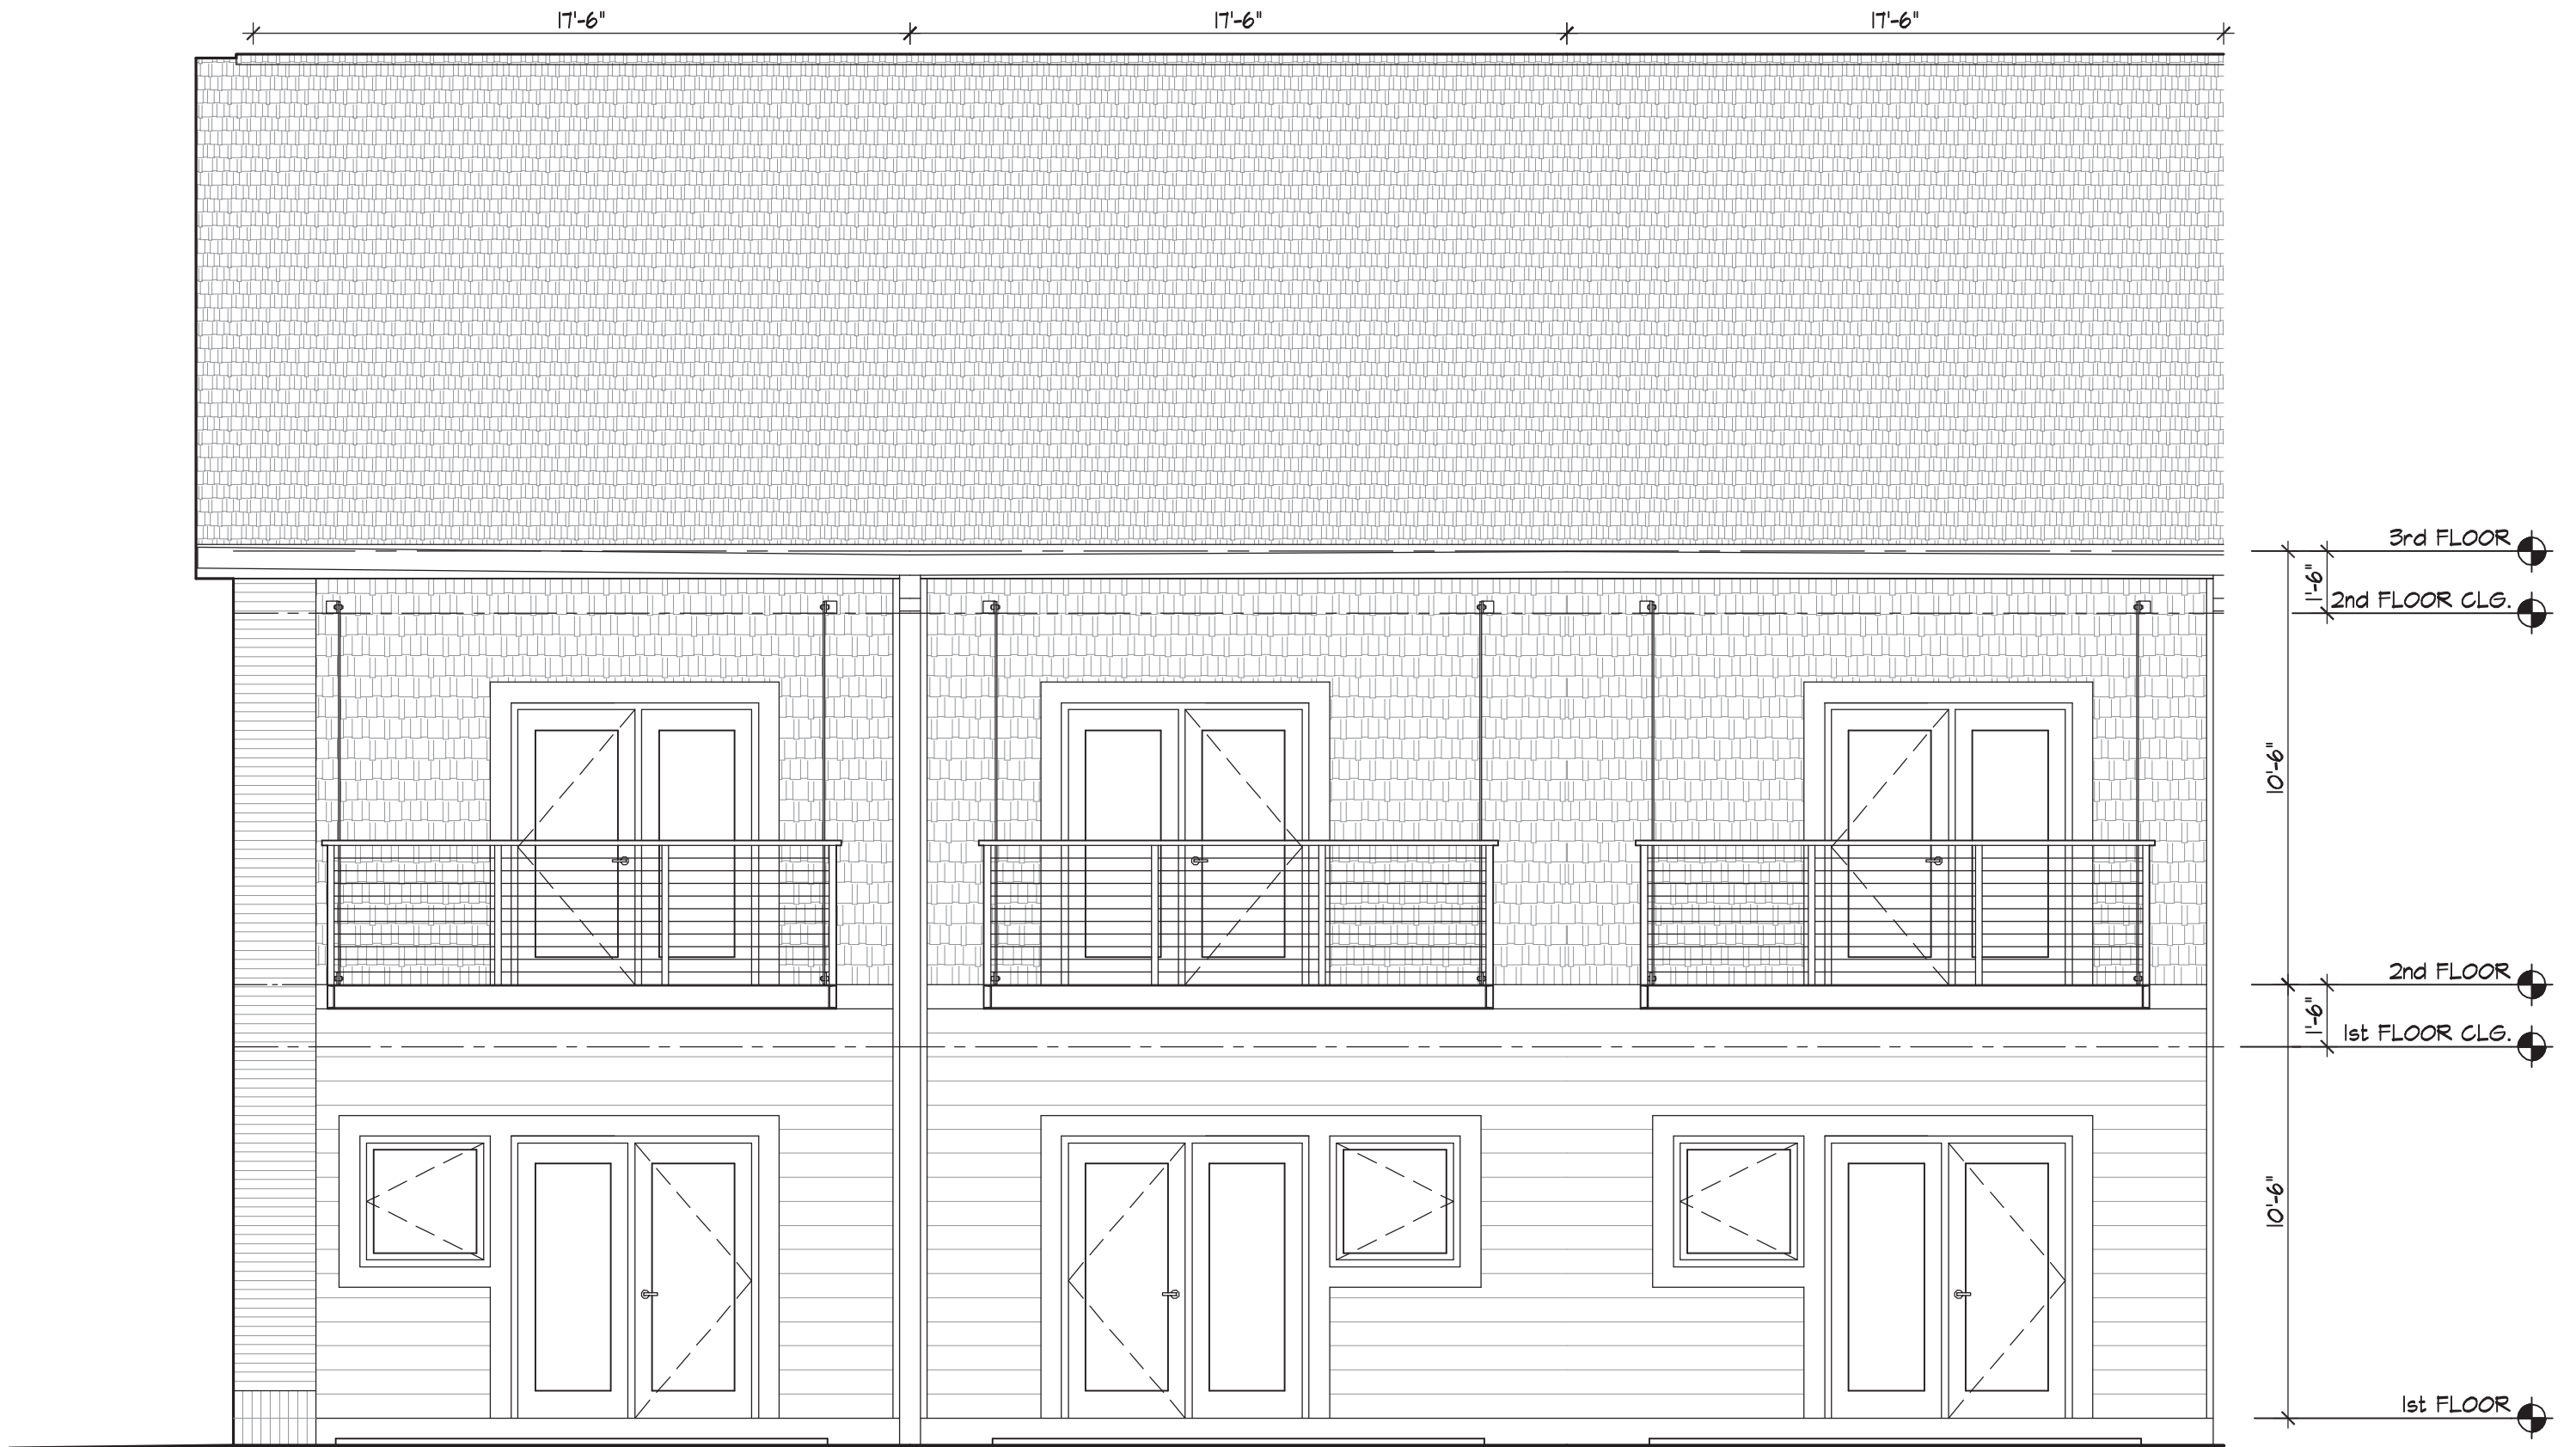 17'-6" 17'-6" 17'-6"
3rd FLOOR
1'-6"
2nd FLOOR CLG.
10'-6"
2nd FLOOR
1'-6"
1st FLOOR CLG.
10'-6"
1st FLOOR